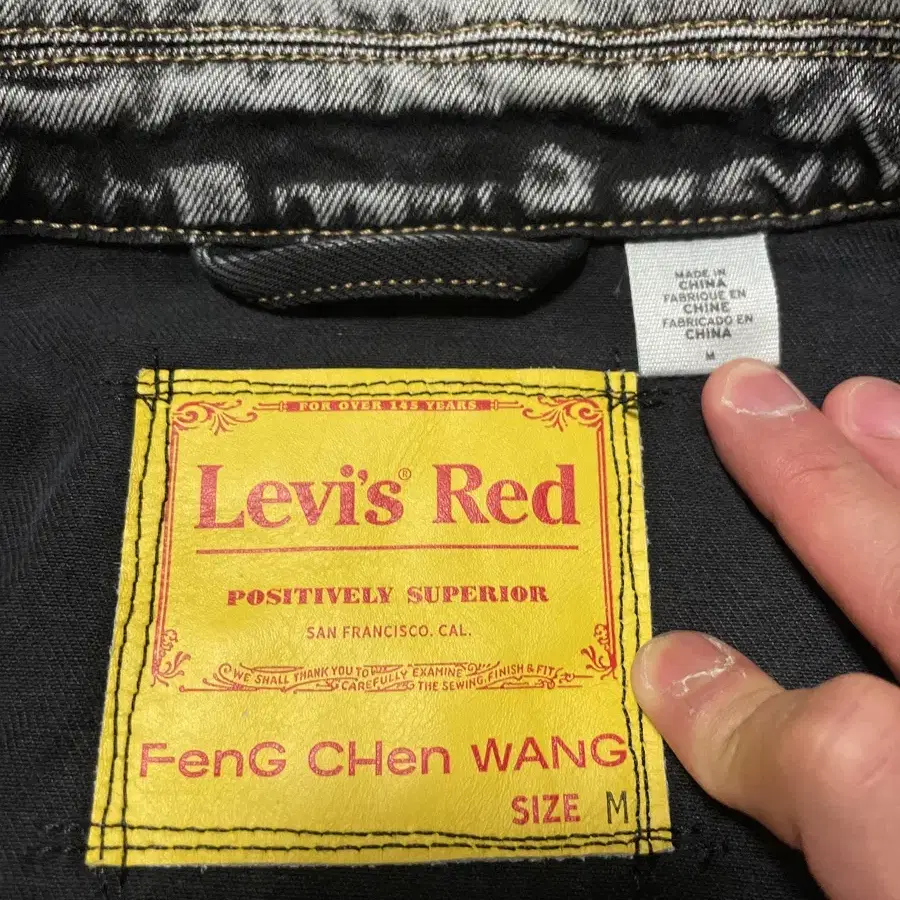 MADE IN
CHINA
FABRIQUE EN
CHINE
FABRICADO EN
CHINA
M
FOR OVER 145 YEARS
Levi's® Red
POSITIVELY SUPERIOR
SAN FRANCISCO. CAL.
WE SHALL THANK YOU TO
CAREFULLY EXAMINE
THE SEWING, FINISH & FIT
FenG CHen WANG
SIZE M